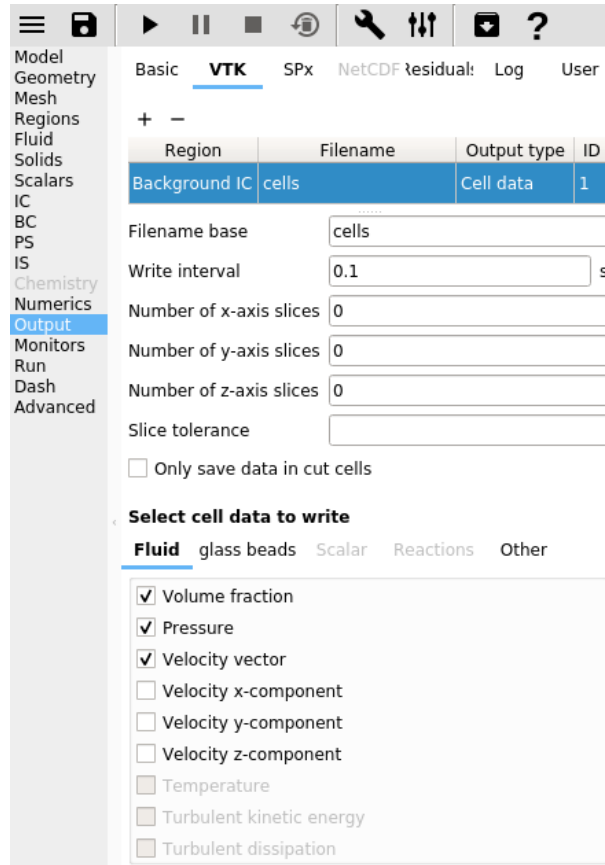 ?
Model
Geometry
Mesh
Regions
Fluid
Solids
Scalars
IC
BC
PS
IS
Chemistry
Numerics
Output
Monitors
Run
Dash
Advanced
Basic VTK SPx NetCDF Residuals Log User
+ −
Region Filename Output type ID
Background IC cells Cell data 1
Filename base cells
Write interval 0.1 s
Number of x-axis slices 0
Number of y-axis slices 0
Number of z-axis slices 0
Slice tolerance
Only save data in cut cells
Select cell data to write
Fluid glass beads Scalar Reactions Other
Volume fraction
Pressure
Velocity vector
Velocity x-component
Velocity y-component
Velocity z-component
Temperature
Turbulent kinetic energy
Turbulent dissipation